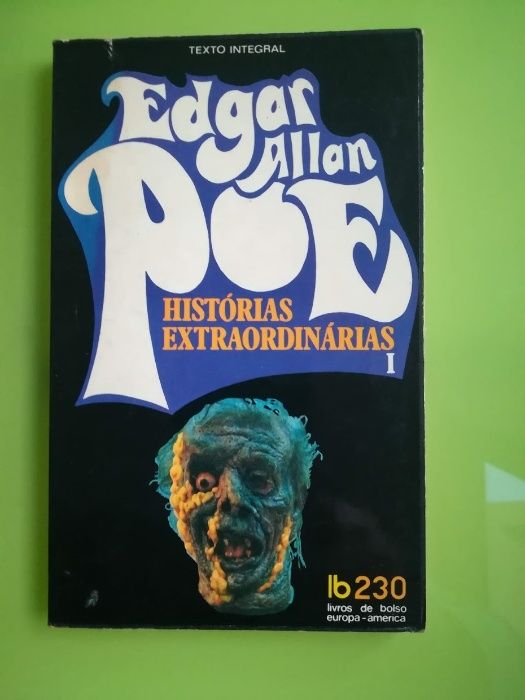 TEXTO INTEGRAL
Edgar
Allan
POE
HISTÓRIAS
EXTRAORDINÁRIAS
I
lb 230
livros de bolso
europa-america